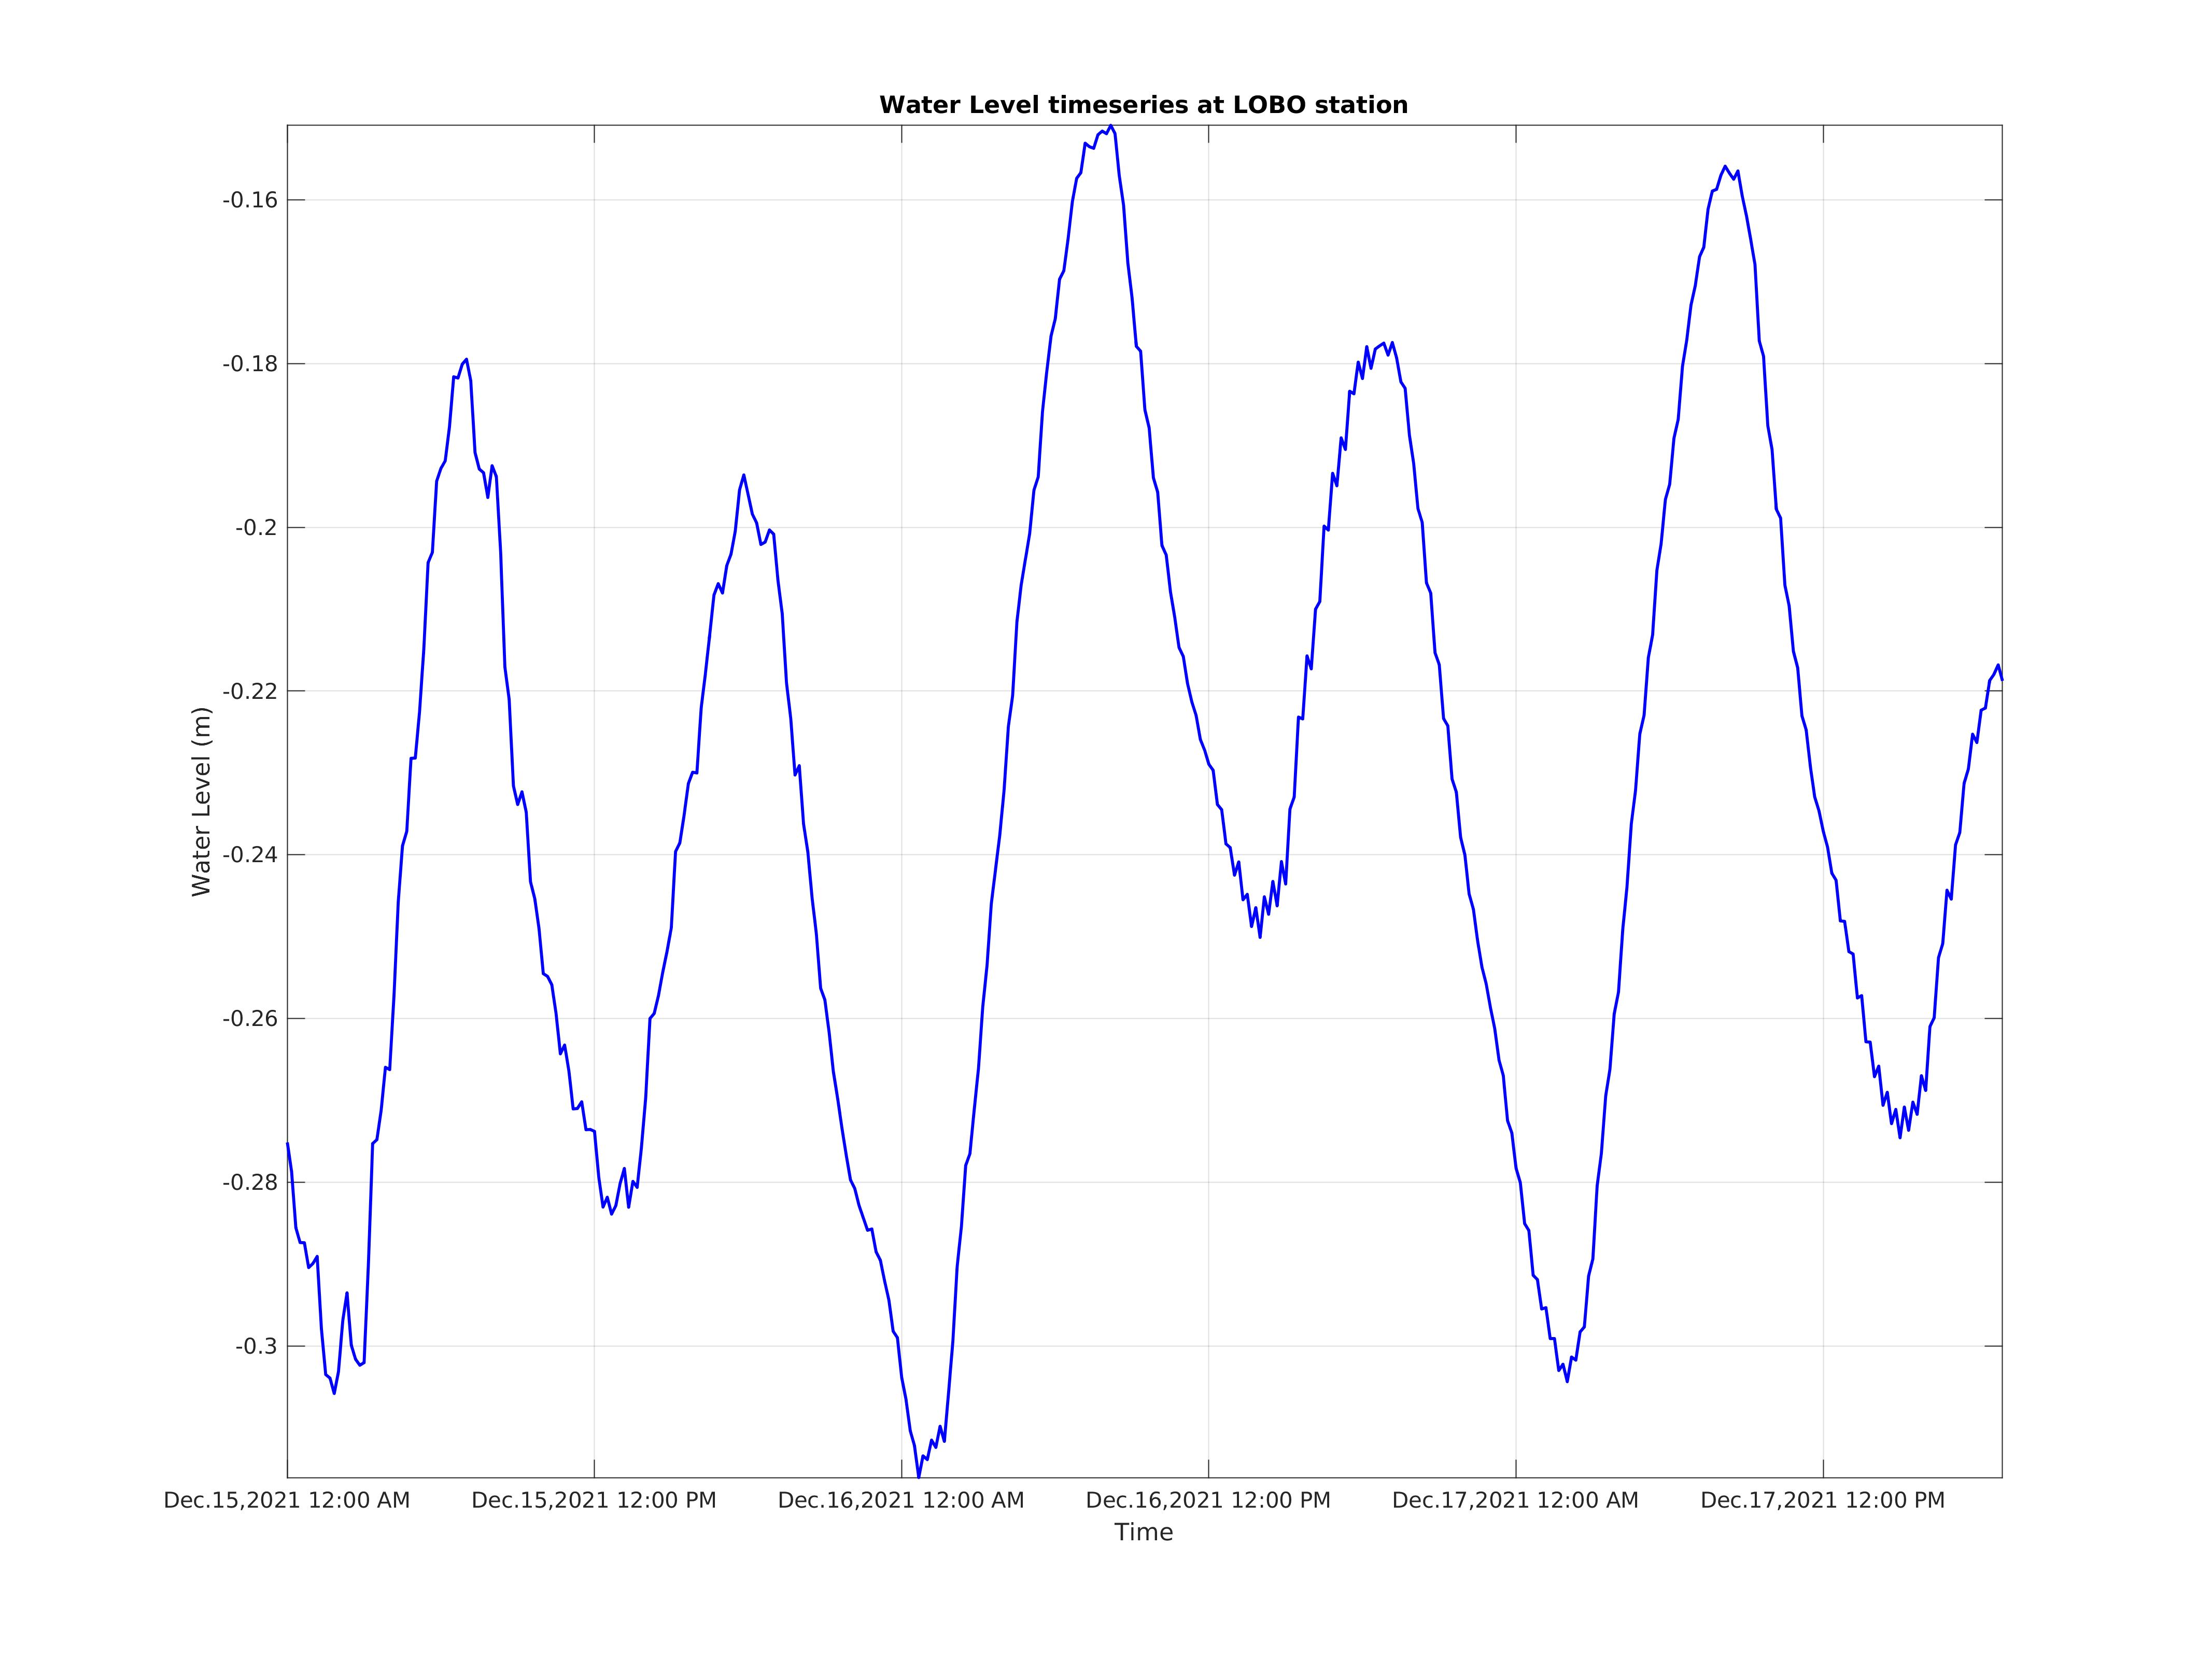 Water Level timeseries at LOBO station
-0.16
-0.18
-0.2
-0.22
-0.24
-0.26
-0.28
-0.3
Water Level (m)
Dec.15,2021 12:00 AM Dec.15,2021 12:00 PM Dec.16,2021 12:00 AM Dec.16,2021 12:00 PM Dec.17,2021 12:00 AM Dec.17,2021 12:00 PM
Time